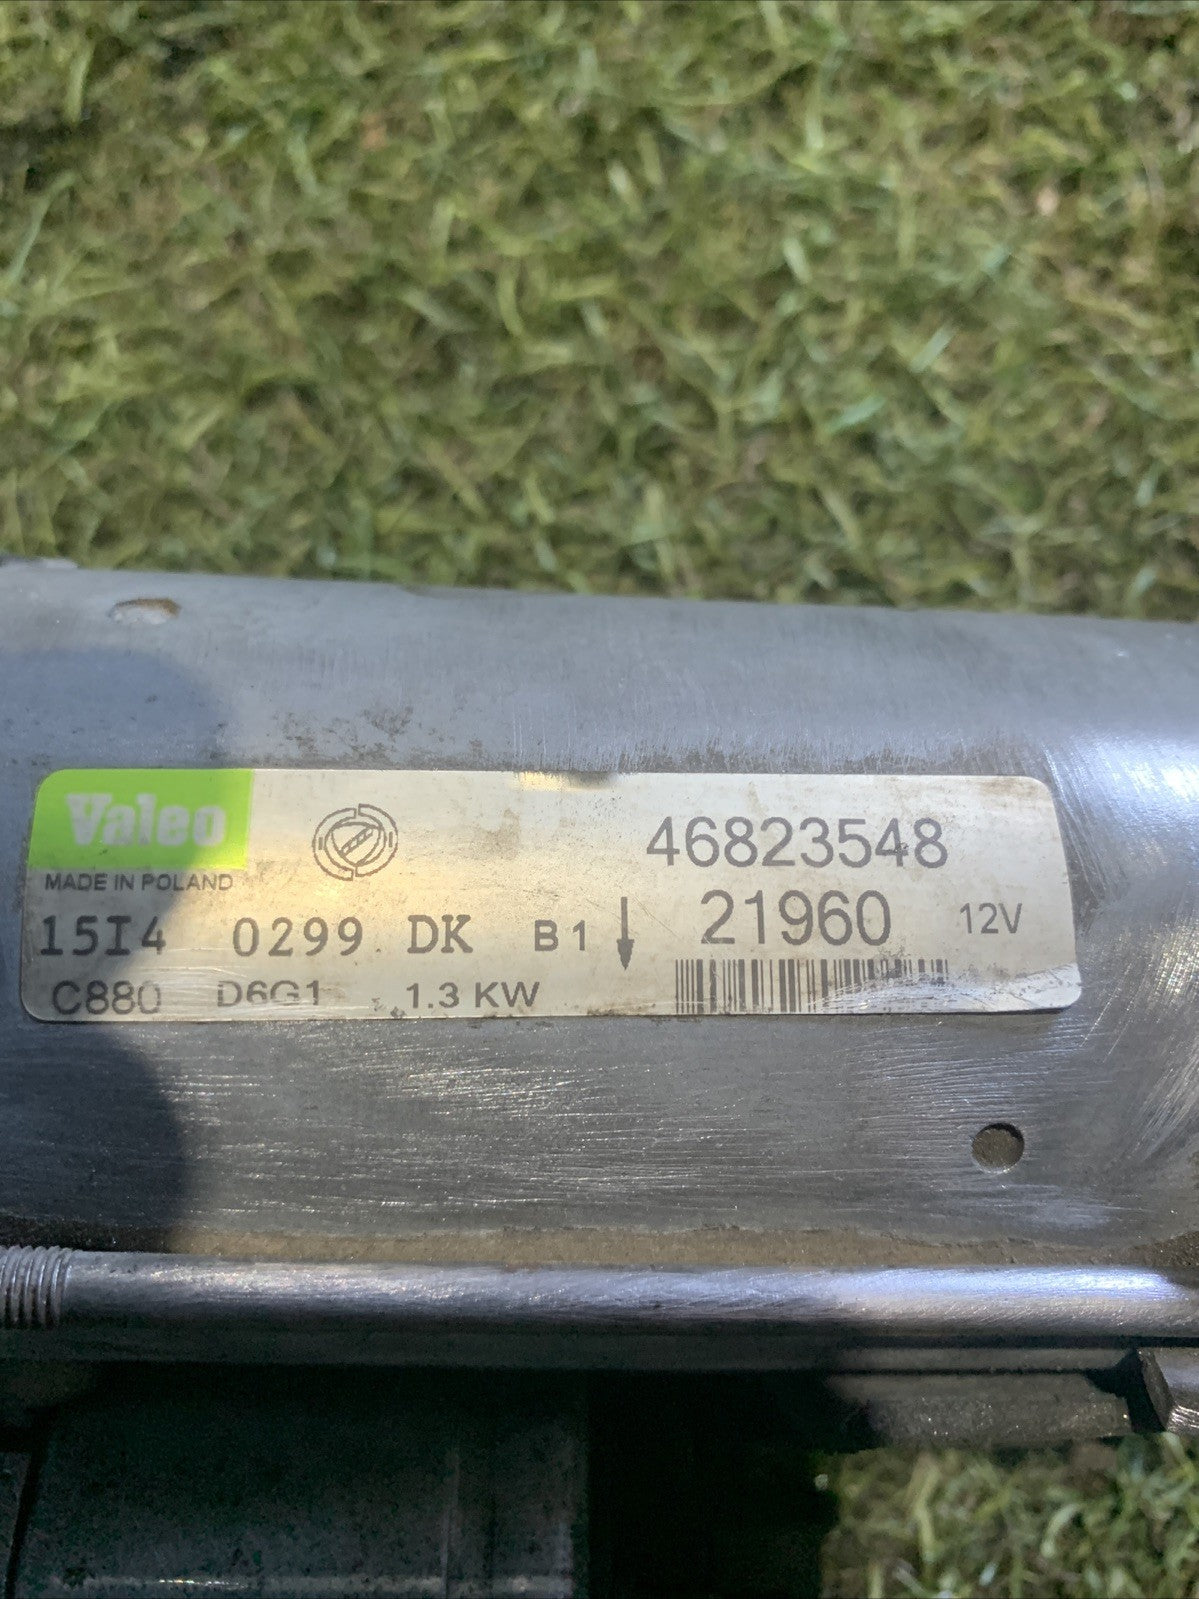 Valeo
MADE IN POLAND
46823548
15I4 0299 DK B1 21960 12V
C880 D6G1 1.3 KW